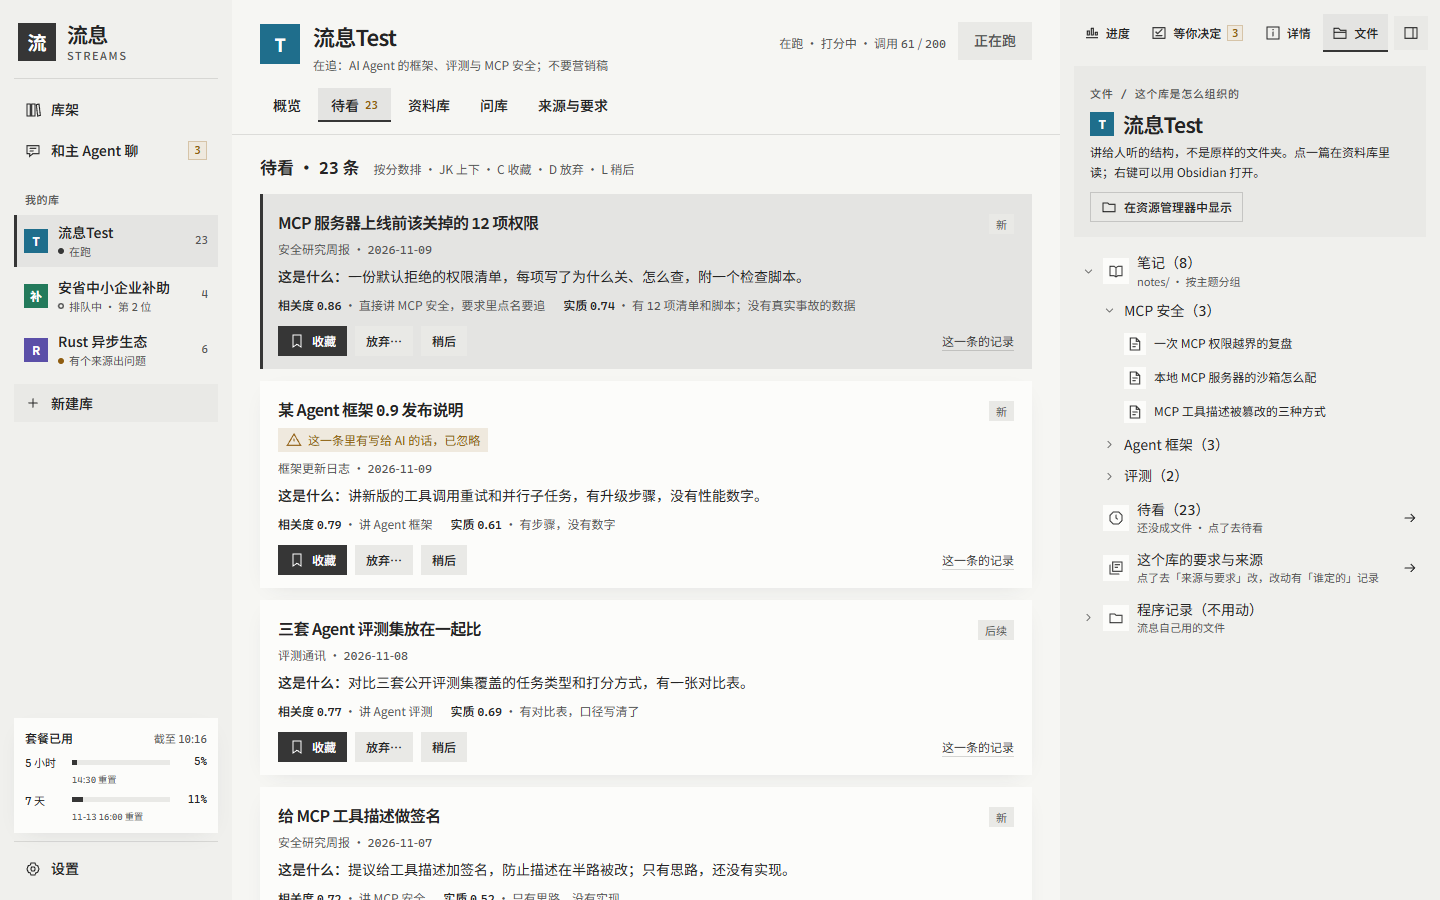 流 流息
STREAMS
库架
和主 Agent 聊 3
我的库
T 流息Test 23
在跑
补 安省中小企业补助 4
排队中 · 第 2 位
R Rust 异步生态 6
有个来源出问题
新建库
套餐已用 截至 10:16
5 小时 5%
14:30 重置
7 天 11%
11-13 16:00 重置
设置
T 流息Test
在追：AI Agent 的框架、评测与 MCP 安全；不要营销稿
在跑 · 打分中 · 调用 61 / 200 正在跑
概览 待看 23 资料库 问库 来源与要求
待看 · 23 条 按分数排 · JK 上下 · C 收藏 · D 放弃 · L 稍后
MCP 服务器上线前该关掉的 12 项权限 新
安全研究周报 · 2026-11-09
这是什么：一份默认拒绝的权限清单，每项写了为什么关、怎么查，附一个检查脚本。
相关度 0.86 · 直接讲 MCP 安全，要求里点名要追 实质 0.74 · 有 12 项清单和脚本；没有真实事故的数据
收藏 放弃··· 稍后 这一条的记录
某 Agent 框架 0.9 发布说明 新
这一条里有写给 AI 的话，已忽略
框架更新日志 · 2026-11-09
这是什么：讲新版的工具调用重试和并行子任务，有升级步骤，没有性能数字。
相关度 0.79 · 讲 Agent 框架 实质 0.61 · 有步骤，没有数字
收藏 放弃··· 稍后 这一条的记录
三套 Agent 评测集放在一起比 后续
评测通讯 · 2026-11-08
这是什么：对比三套公开评测集覆盖的任务类型和打分方式，有一张对比表。
相关度 0.77 · 讲 Agent 评测 实质 0.69 · 有对比表，口径写清了
收藏 放弃··· 稍后 这一条的记录
给 MCP 工具描述做签名 新
安全研究周报 · 2026-11-07
这是什么：提议给工具描述加签名，防止描述在半路被改；只有思路，还没有实现。
相关度 0.72 · 讲 MCP 安全 实质 0.52 · 只有思路，没有实现
进度 等你决定 3 详情 文件
文件 / 这个库是怎么组织的
T 流息Test
讲给人听的结构，不是原样的文件夹。点一篇在资料库里
读；右键可以用 Obsidian 打开。
在资源管理器中显示
笔记（8）
notes/ · 按主题分组
MCP 安全（3）
一次 MCP 权限越界的复盘
本地 MCP 服务器的沙箱怎么配
MCP 工具描述被篡改的三种方式
Agent 框架（3）
评测（2）
待看（23）
还没成文件 · 点了去待看
这个库的要求与来源
点了去「来源与要求」改，改动有「谁定的」记录
程序记录（不用动）
流息自己用的文件